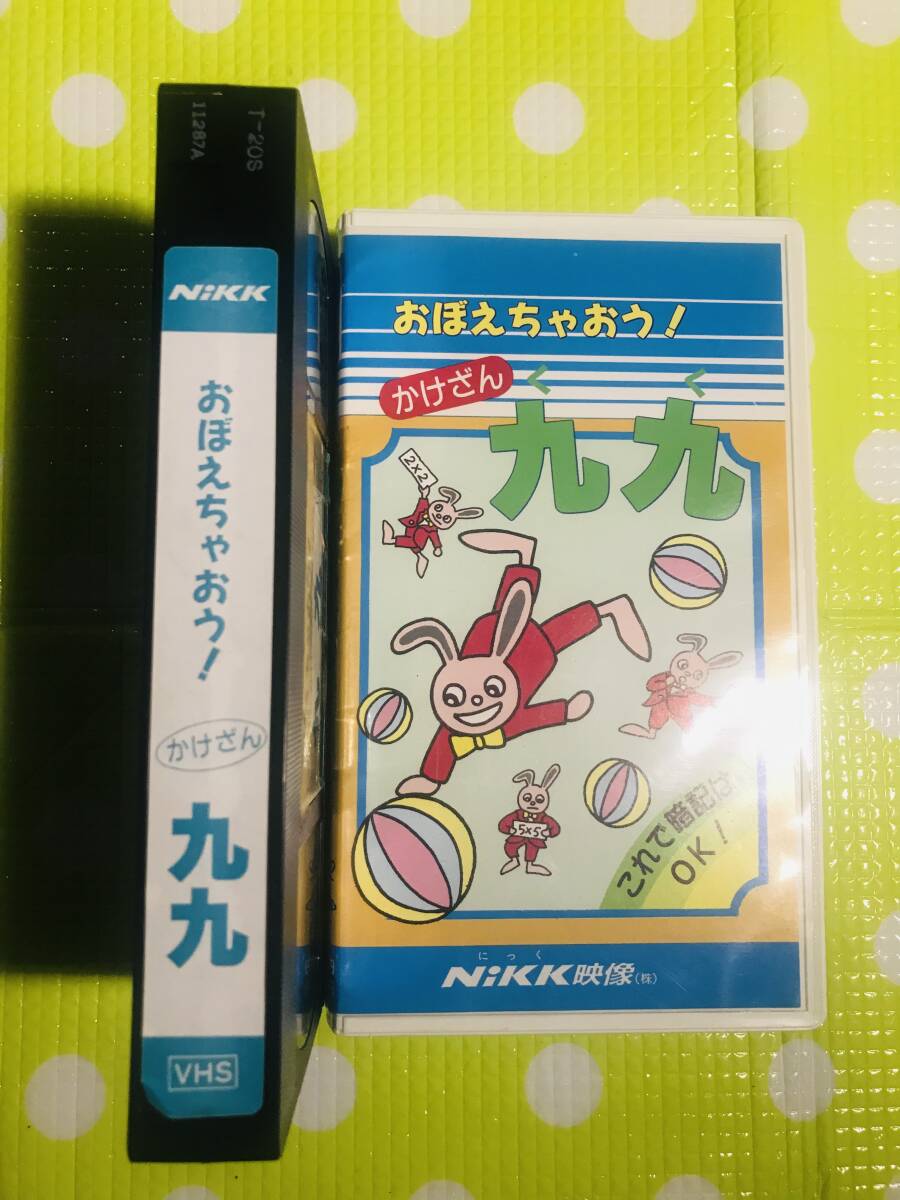 T-20S
11287A
NiKK
おぼえちゃおう!
かけざん
九九
VHS
おぼえちゃおう!
かけざん
く く
九九
2×2
5×5
これで暗記は
OK!
にっく
NiKK映像(株)